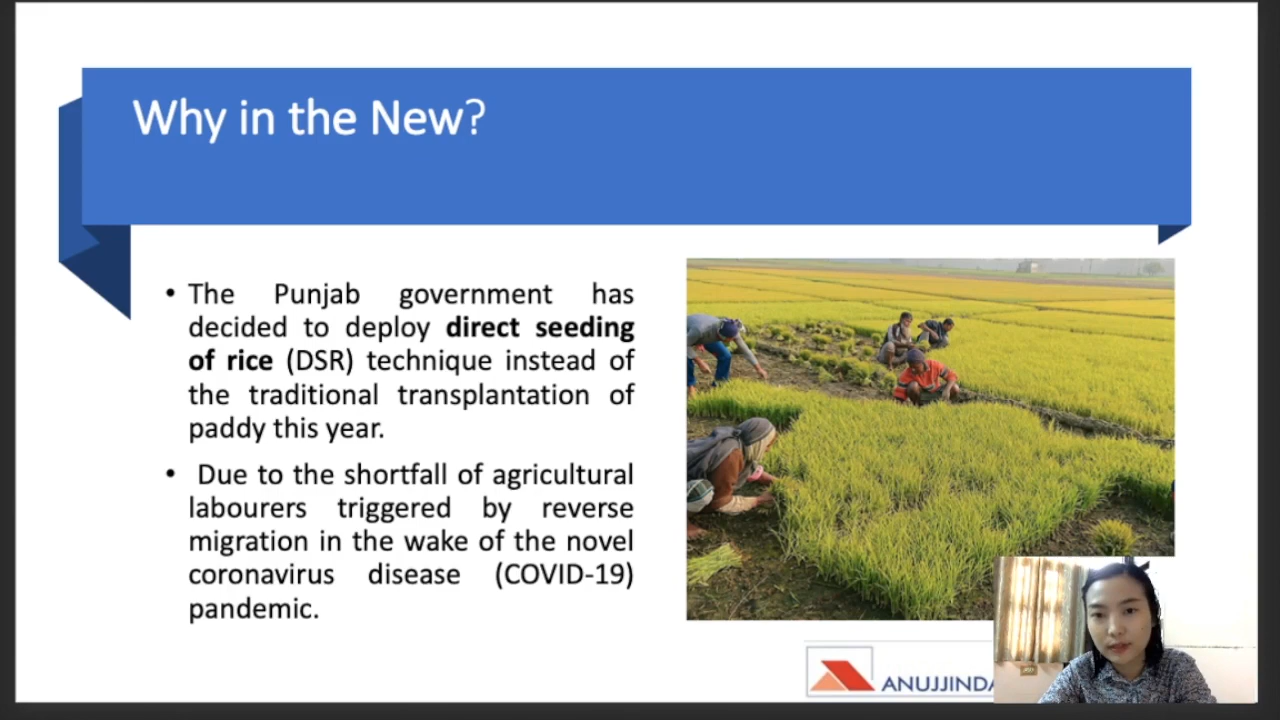 Why in the New?
• The Punjab government has
decided to deploy direct seeding
of rice (DSR) technique instead of
the traditional transplantation of
paddy this year.
• Due to the shortfall of agricultural
labourers triggered by reverse
migration in the wake of the novel
coronavirus disease (COVID-19)
pandemic.
ANUJJINDA